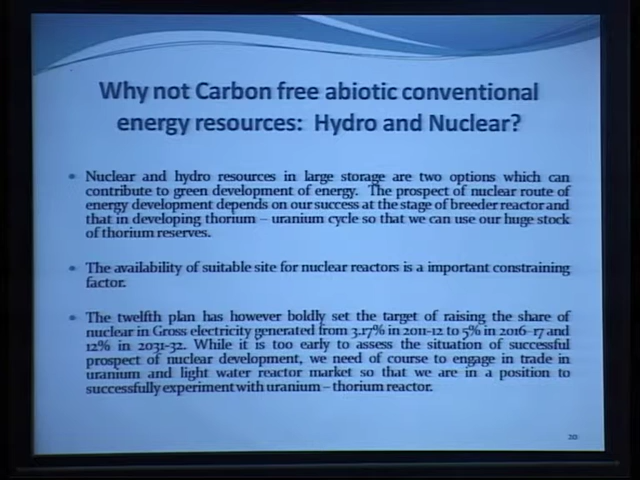 Why not Carbon free abiotic conventional
energy resources: Hydro and Nuclear?
• Nuclear and hydro resources in large storage are two options which can
contribute to green development of energy. The prospect of nuclear route of
energy development depends on our success at the stage of breeder reactor and
that in developing thorium – uranium cycle so that we can use our huge stock
of thorium reserves.
• The availability of suitable site for nuclear reactors is a important constraining
factor.
• The twelfth plan has however boldly set the target of raising the share of
nuclear in Gross electricity generated from 3.17% in 2011-12 to 5% in 2016-17 and
12% in 2031-32. While it is too early to assess the situation of successful
prospect of nuclear development, we need of course to engage in trade in
uranium and light water reactor market so that we are in a position to
successfully experiment with uranium – thorium reactor.